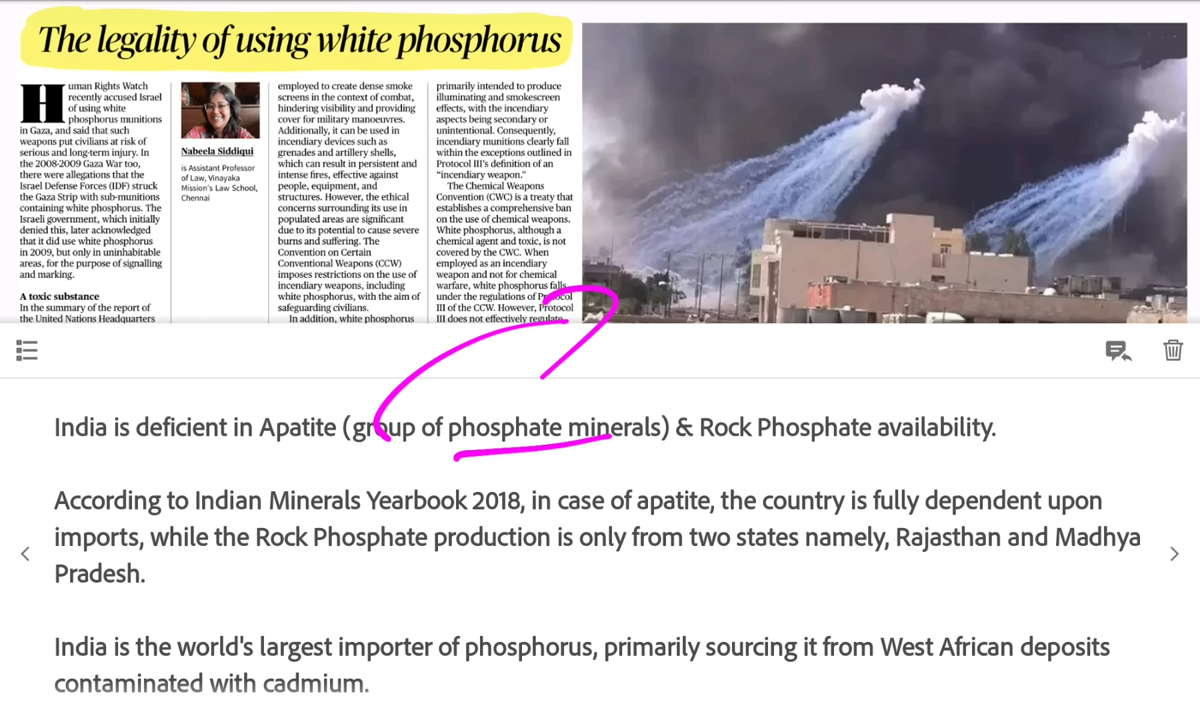 The legality of using white phosphorus
Human Rights Watch
recently accused Israel
of using white
phosphorus munitions
in Gaza, and said that such
weapons put civilians at risk of
serious and long-term injury. In
the 2008-2009 Gaza War too,
there were allegations that the
Israel Defense Forces (IDF) struck
the Gaza Strip with sub-munitions
containing white phosphorus. The
Israeli government, which initially
denied this, later acknowledged
that it did use white phosphorus
in 2009, but only in uninhabitable
areas, for the purpose of signalling
and marking.
A toxic substance
In the summary of the report of
the United Nations Headquarters
Nabeela Siddiqui
is Assistant Professor
of Law, Vinayaka
Mission's Law School,
Chennai
employed to create dense smoke
screens in the context of combat,
hindering visibility and providing
cover for military manoeuvres.
Additionally, it can be used in
incendiary devices such as
grenades and artillery shells,
which can result in persistent and
intense fires, effective against
people, equipment, and
structures. However, the ethical
concerns surrounding its use in
populated areas are significant
due to its potential to cause severe
burns and suffering. The
Convention on Certain
Conventional Weapons (CCW)
imposes restrictions on the use of
incendiary weapons, including
white phosphorus, with the aim of
safeguarding civilians.
In addition, white phosphorus
primarily intended to produce
illuminating and smokescreen
effects, with the incendiary
aspects being secondary or
unintentional. Consequently,
incendiary munitions clearly fall
within the exceptions outlined in
Protocol III's definition of an
"incendiary weapon."
The Chemical Weapons
Convention (CWC) is a treaty that
establishes a comprehensive ban
on the use of chemical weapons.
White phosphorus, although a
chemical agent and toxic, is not
covered by the CWC. When
employed as an incendiary
weapon and not for chemical
warfare, white phosphorus falls
under the regulations of Protocol
III of the CCW. However, Protocol
III does not effectively regulate
India is deficient in Apatite (group of phosphate minerals) & Rock Phosphate availability.
According to Indian Minerals Yearbook 2018, in case of apatite, the country is fully dependent upon
imports, while the Rock Phosphate production is only from two states namely, Rajasthan and Madhya
Pradesh.
India is the world's largest importer of phosphorus, primarily sourcing it from West African deposits
contaminated with cadmium.